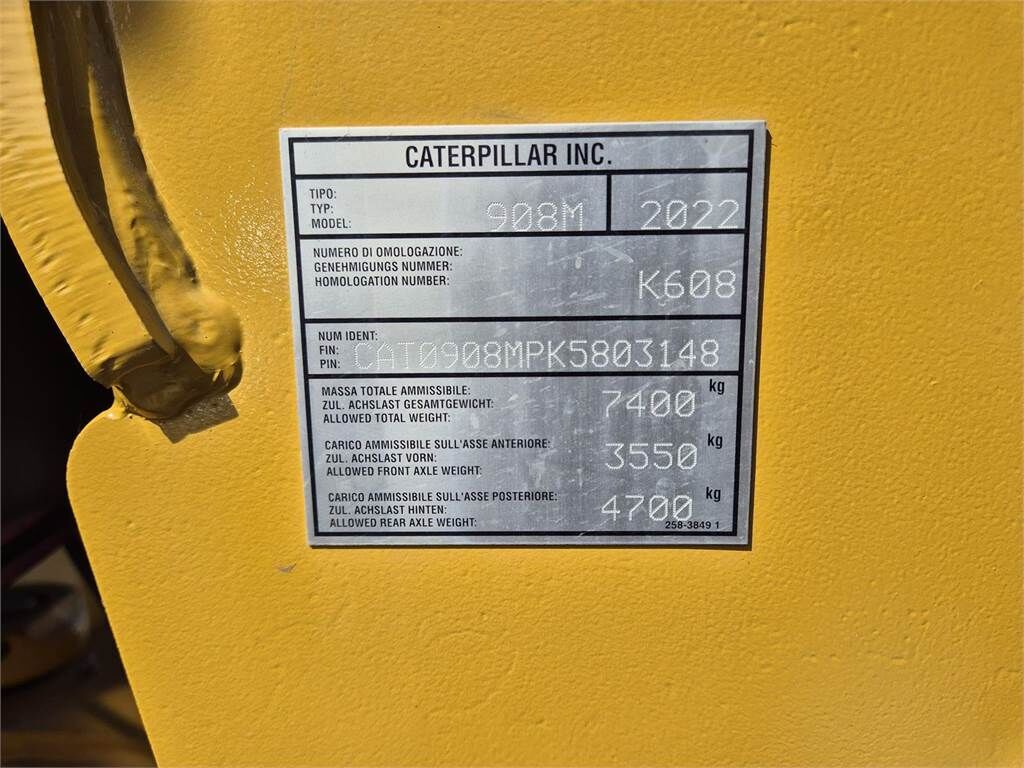 CATERPILLAR INC.
TIPO:
TYP:
MODEL: 908M 2022
NUMERO DI OMOLOGAZIONE:
GENEHMIGUNGS NUMMER:
HOMOLOGATION NUMBER: K608
NUM IDENT:
FIN:
PIN: CAT0908MPK5803148
MASSA TOTALE AMMISSIBILE:
ZUL. ACHSLAST GESAMTGEWICHT: 7400 kg
ALLOWED TOTAL WEIGHT:
CARICO AMMISSIBILE SULL'ASSE ANTERIORE:
ZUL. ACHSLAST VORN: 3550 kg
ALLOWED FRONT AXLE WEIGHT:
CARICO AMMISSIBILE SULL'ASSE POSTERIORE:
ZUL. ACHSLAST HINTEN: 4700 kg
ALLOWED REAR AXLE WEIGHT:
258-3849 1